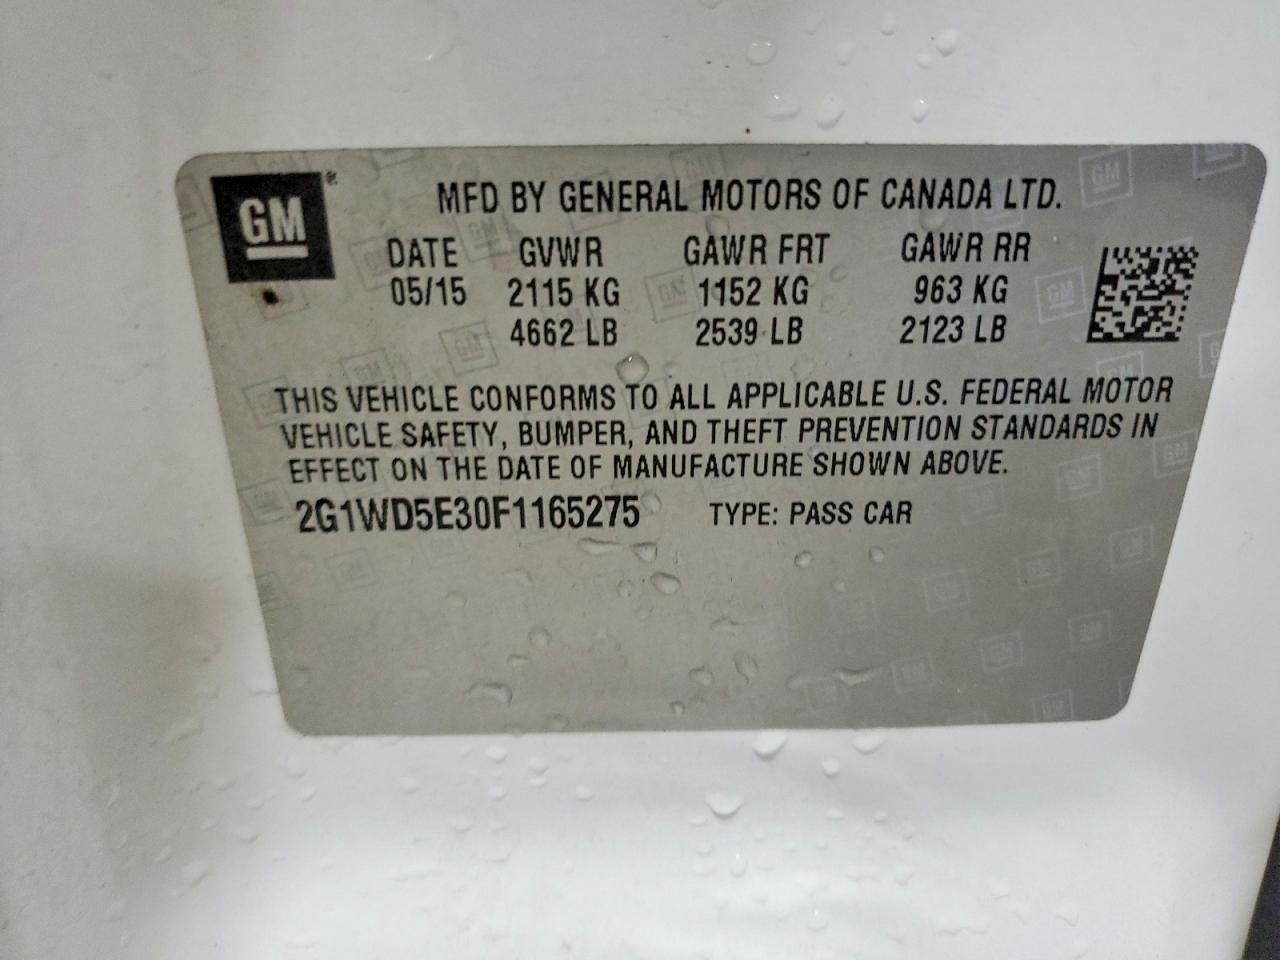 GM®
MFD BY GENERAL MOTORS OF CANADA LTD.
DATE GVWR GAWR FRT GAWR RR
05/15 2115 KG 1152 KG 963 KG
4662 LB 2539 LB 2123 LB
THIS VEHICLE CONFORMS TO ALL APPLICABLE U.S. FEDERAL MOTOR
VEHICLE SAFETY, BUMPER, AND THEFT PREVENTION STANDARDS IN
EFFECT ON THE DATE OF MANUFACTURE SHOWN ABOVE.
2G1WD5E30F1165275 TYPE: PASS CAR